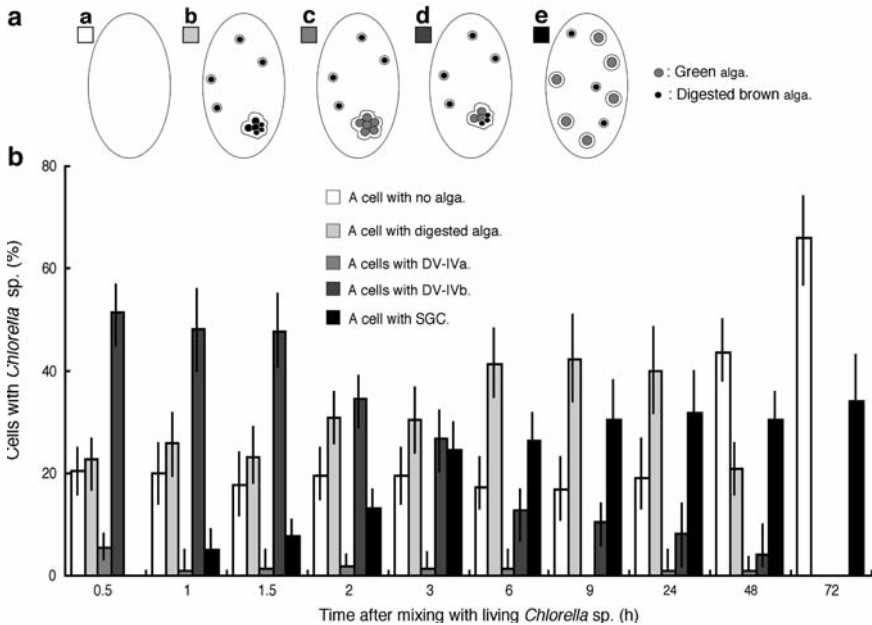 a
a b c d e
: Green alga.
: Digested brown alga.
b
Cells with Chlorella sp. (%)
80
60
40
20
0
A cell with no alga.
A cell with digested alga.
A cells with DV-IVa.
A cells with DV-IVb.
A cell with SGC.
0.5 1 1.5 2 3 6 9 24 48 72
Time after mixing with living Chlorella sp. (h)